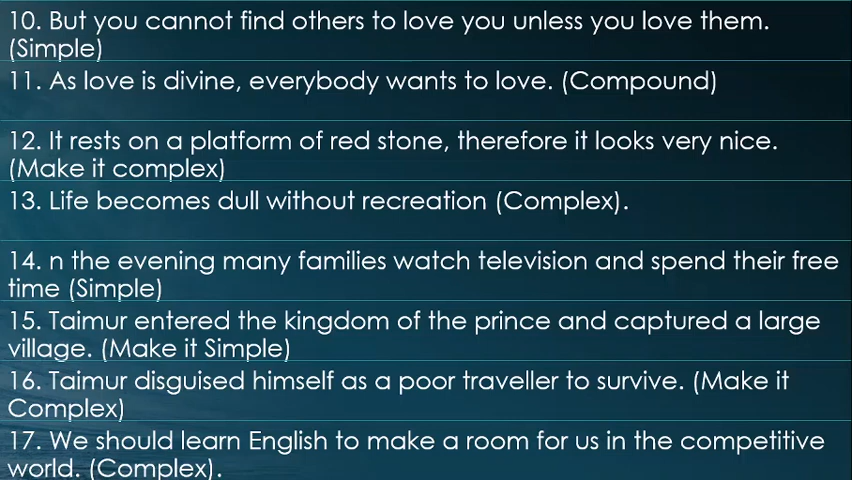 10. But you cannot find others to love you unless you love them.
(Simple)
11. As love is divine, everybody wants to love. (Compound)
12. It rests on a platform of red stone, therefore it looks very nice.
(Make it complex)
13. Life becomes dull without recreation (Complex).
14. n the evening many families watch television and spend their free
time (Simple)
15. Taimur entered the kingdom of the prince and captured a large
village. (Make it Simple)
16. Taimur disguised himself as a poor traveller to survive. (Make it
Complex)
17. We should learn English to make a room for us in the competitive
world. (Complex).